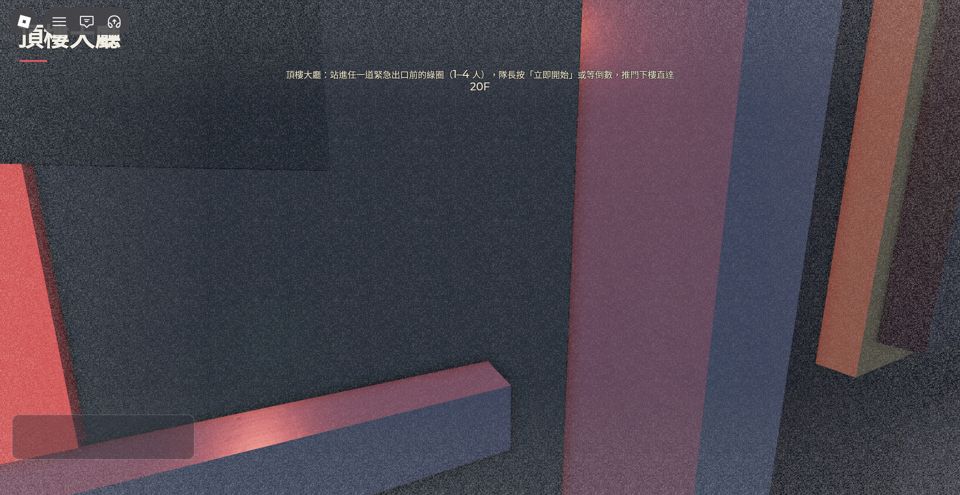 頂樓大廳
頂樓大廳：站進任一道緊急出口前的綠圈（1–4 人），隊長按「立即開始」或等倒數，推門下樓直達
20F